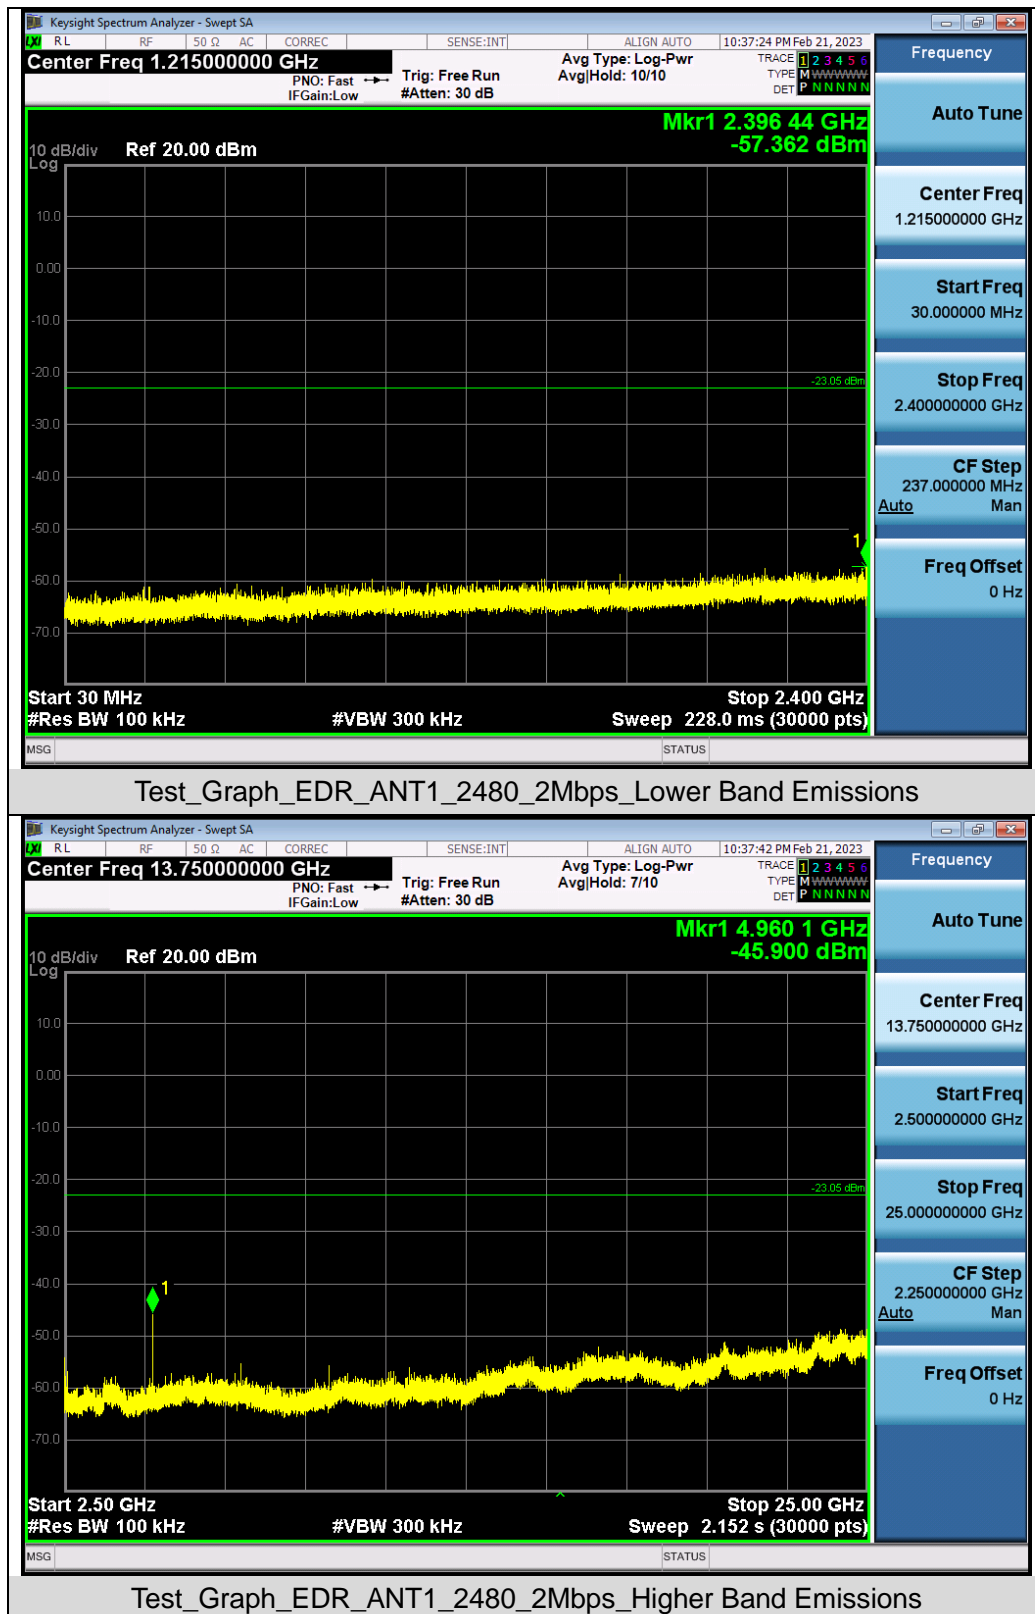 Keysight Spectrum Analyzer - Swept SA
LXI RL RF 50 Ω AC CORREC SENSE:INT ALIGN AUTO 10:37:24 PM Feb 21, 2023
Center Freq 1.215000000 GHz
PNO: Fast
IFGain:Low
Trig: Free Run
#Atten: 30 dB
Avg Type: Log-Pwr
Avg|Hold: 10/10
TRACE 1 2 3 4 5 6
TYPE M WWWWW
DET P N N N N N
Mkr1 2.396 44 GHz
-57.362 dBm
10 dB/div Ref 20.00 dBm
Log
10.0
0.00
-10.0
-20.0
-23.05 dBm
-30.0
-40.0
-50.0
1
-60.0
-70.0
Start 30 MHz Stop 2.400 GHz
#Res BW 100 kHz #VBW 300 kHz Sweep 228.0 ms (30000 pts)
MSG STATUS
Frequency
Auto Tune
Center Freq
1.215000000 GHz
Start Freq
30.000000 MHz
Stop Freq
2.400000000 GHz
CF Step
237.000000 MHz
Auto Man
Freq Offset
0 Hz
Test_Graph_EDR_ANT1_2480_2Mbps_Lower Band Emissions
Keysight Spectrum Analyzer - Swept SA
LXI RL RF 50 Ω AC CORREC SENSE:INT ALIGN AUTO 10:37:42 PM Feb 21, 2023
Center Freq 13.750000000 GHz
PNO: Fast
IFGain:Low
Trig: Free Run
#Atten: 30 dB
Avg Type: Log-Pwr
Avg|Hold: 7/10
TRACE 1 2 3 4 5 6
TYPE M WWWWW
DET P N N N N N
Mkr1 4.960 1 GHz
-45.900 dBm
10 dB/div Ref 20.00 dBm
Log
10.0
0.00
-10.0
-20.0
-23.05 dBm
-30.0
-40.0
1
-50.0
-60.0
-70.0
Start 2.50 GHz Stop 25.00 GHz
#Res BW 100 kHz #VBW 300 kHz Sweep 2.152 s (30000 pts)
MSG STATUS
Frequency
Auto Tune
Center Freq
13.750000000 GHz
Start Freq
2.500000000 GHz
Stop Freq
25.000000000 GHz
CF Step
2.250000000 GHz
Auto Man
Freq Offset
0 Hz
Test_Graph_EDR_ANT1_2480_2Mbps_Higher Band Emissions